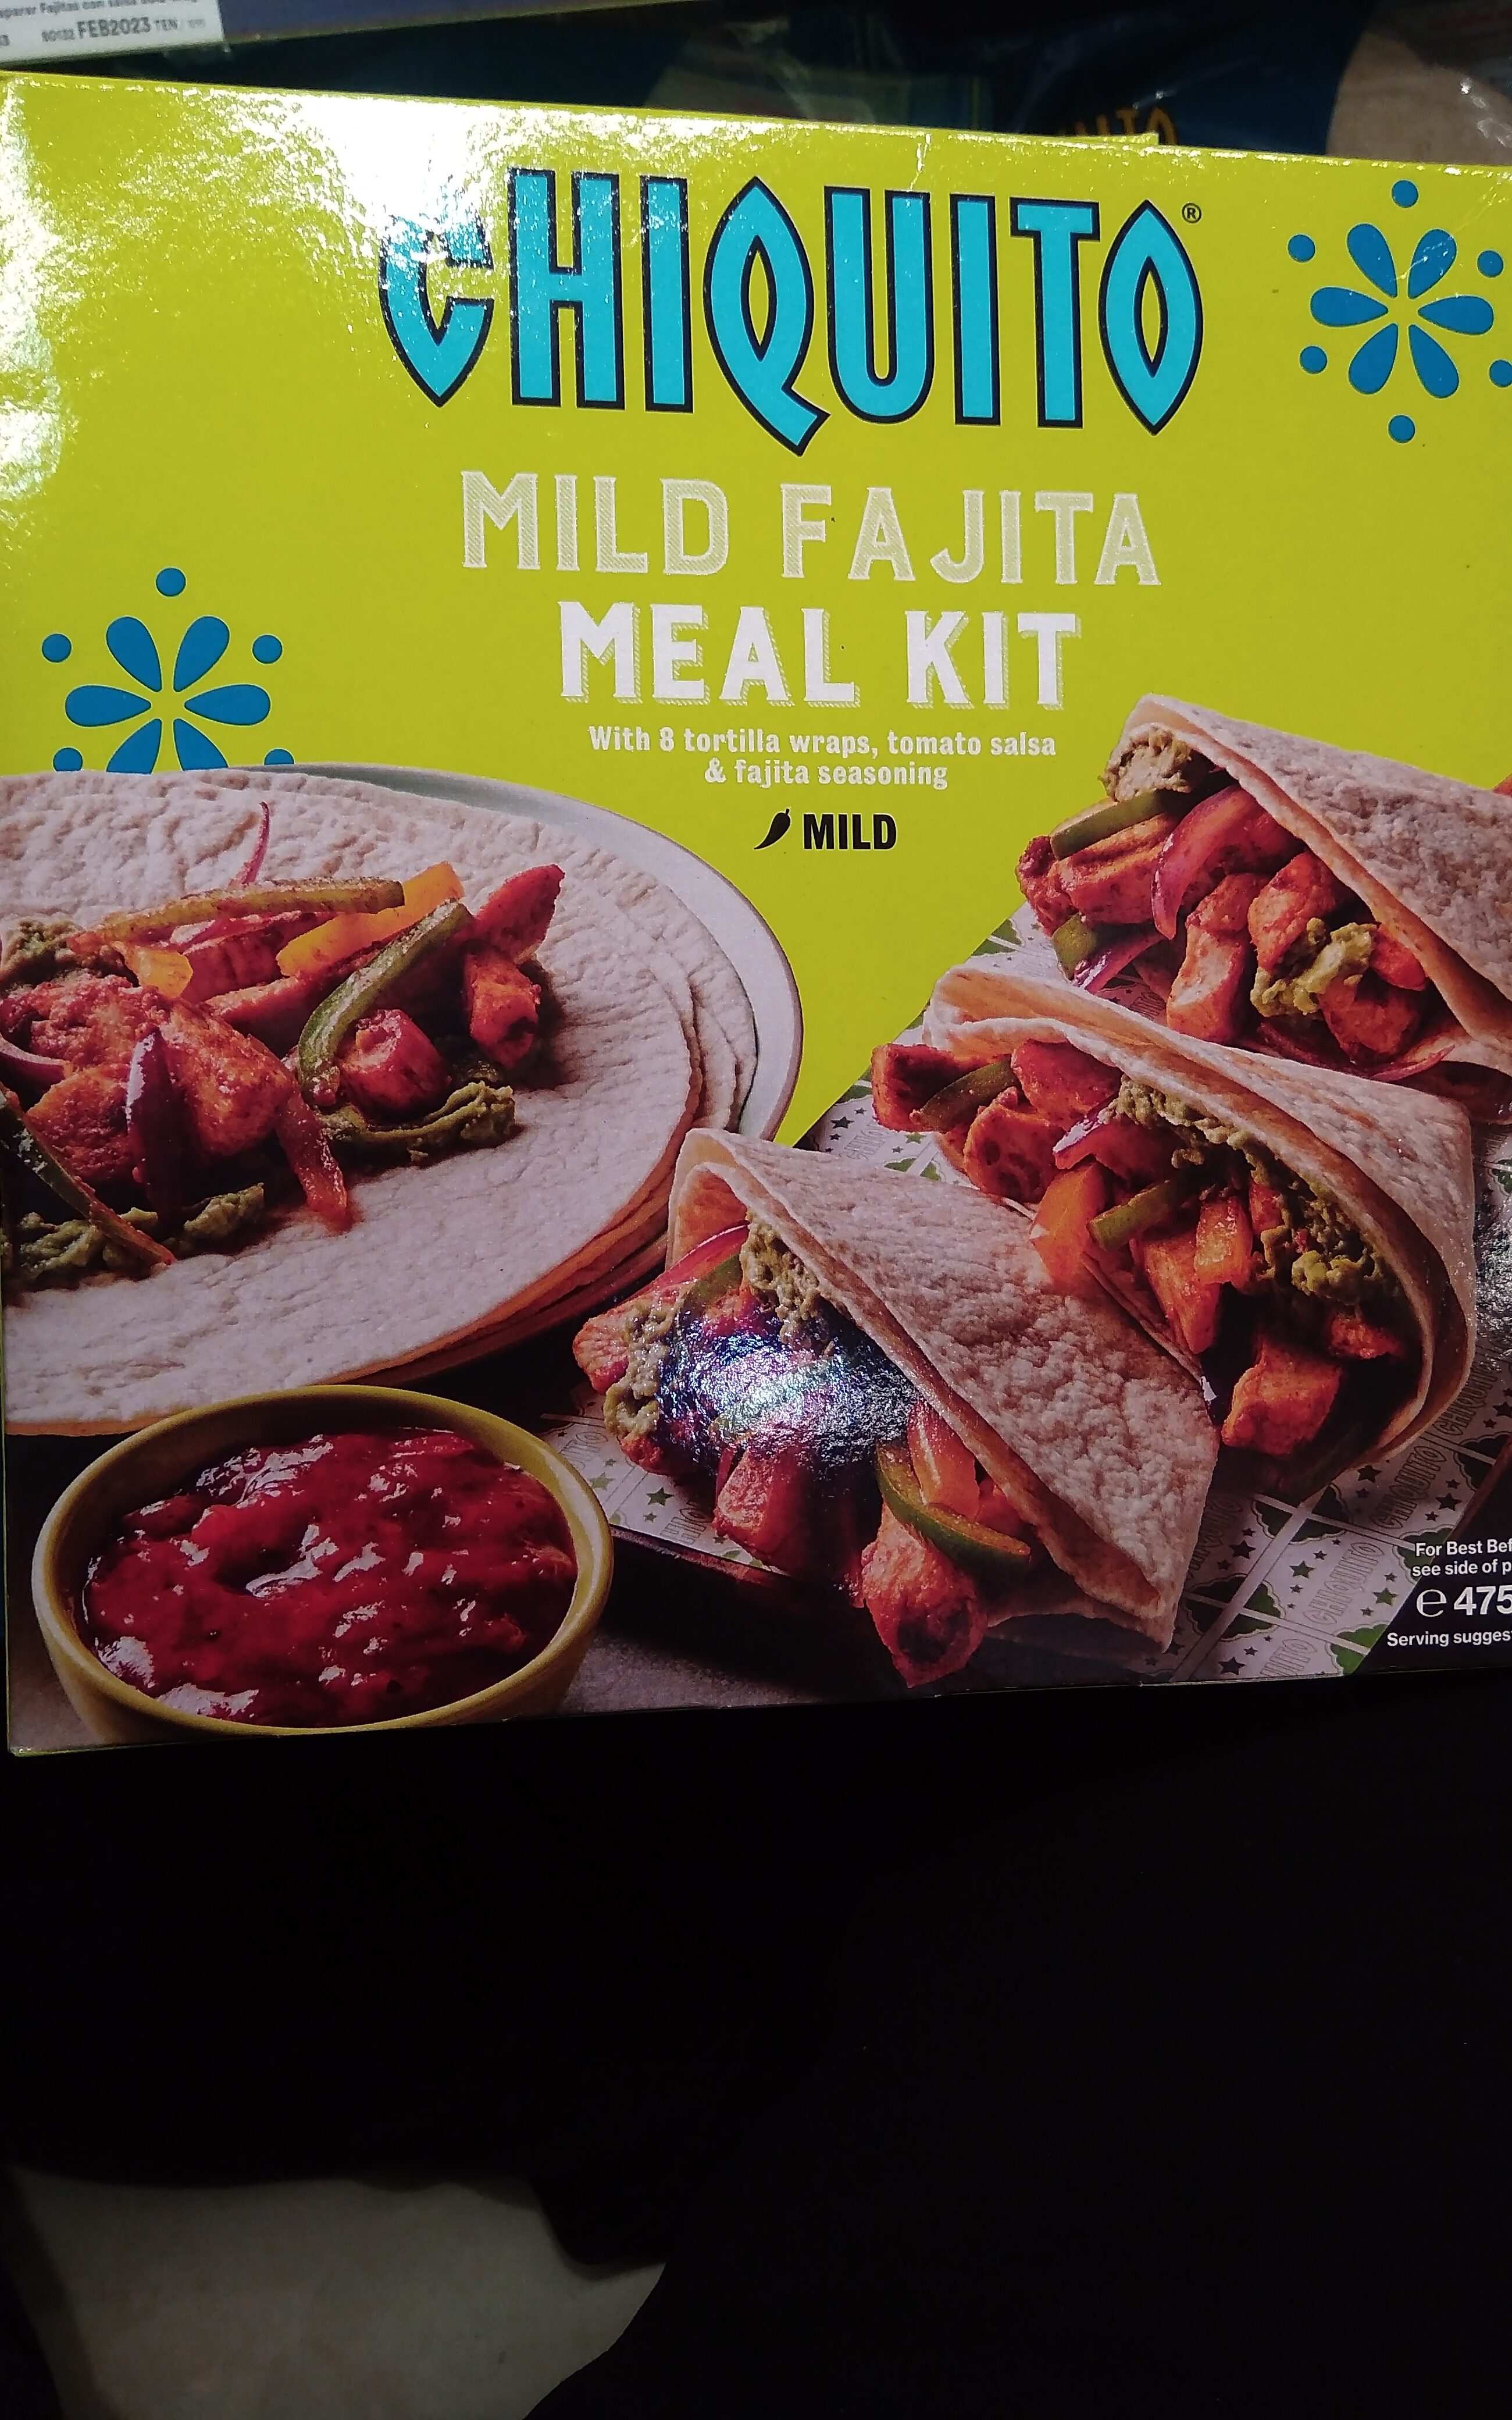 FEB2023 TEN
CHIQUITO®
MILD FAJITA
MEAL KIT
With 8 tortilla wraps, tomato salsa
& fajita seasoning
MILD
For Best Bef
see side of p
℮ 475
Serving sugges